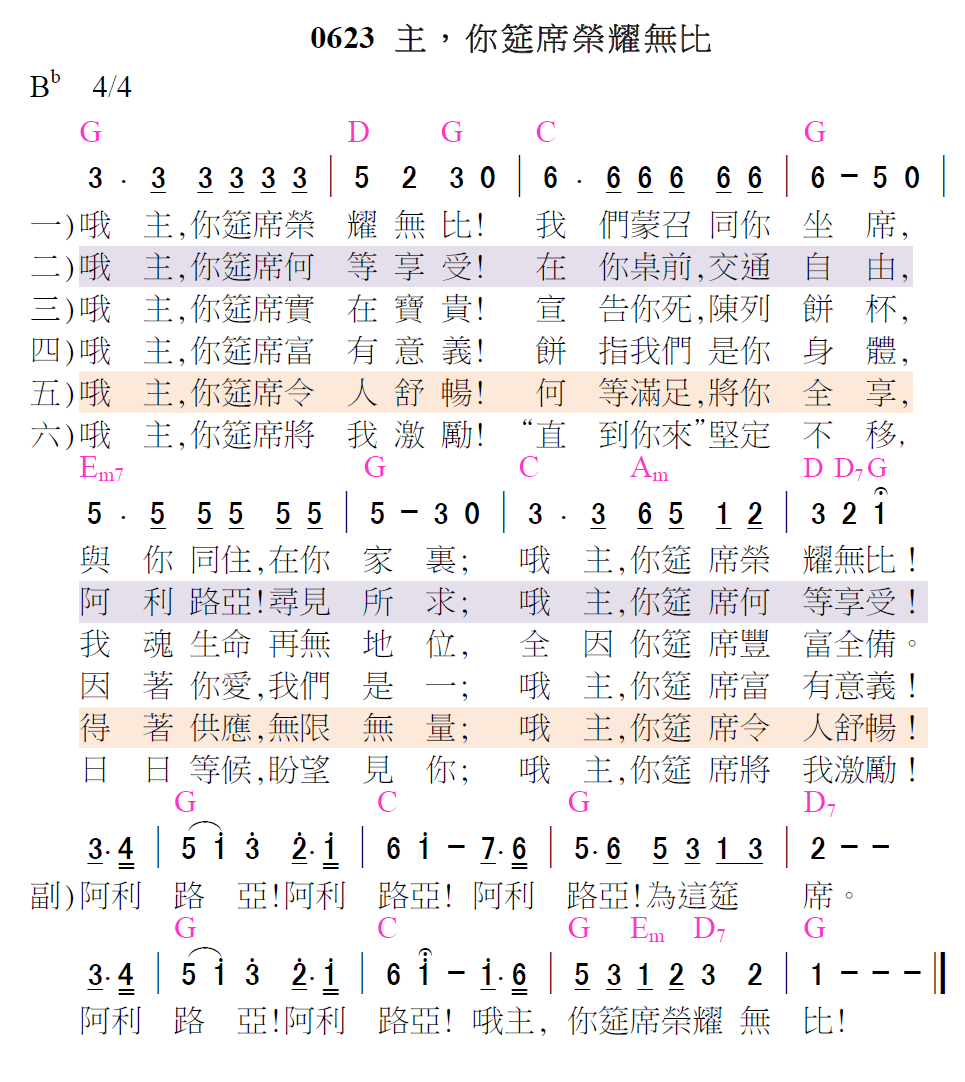 0623 主，你筵席榮耀無比
B♭ 4/4
G D G C G
3 · 3 3 3 3 3 | 5 2 3 0 | 6 · 6 6 6 6 6 | 6 – 5 0 |
一)哦 主,你筵席榮 耀無比! 我 們蒙召 同你 坐 席,
二)哦 主,你筵席何 等享受! 在 你桌前,交通 自 由,
三)哦 主,你筵席實 在寶貴! 宣 告你死,陳列 餅 杯,
四)哦 主,你筵席富 有意義! 餅 指我們 是你 身 體,
五)哦 主,你筵席令 人舒暢! 何 等滿足,將你 全 享,
六)哦 主,你筵席將 我激勵! “直 到你來”堅定 不 移,
Em7 G C Am D D7 G
5 · 5 5 5 5 5 | 5 – 3 0 | 3 · 3 6 5 1 2 | 3 2 1̇
與 你 同住,在你 家 裏; 哦 主,你筵 席榮 耀無比!
阿 利 路亞!尋見 所 求; 哦 主,你筵 席何 等享受!
我 魂 生命 再無 地 位, 全 因 你筵 席豐 富全備。
因 著 你愛,我們 是 一; 哦 主,你筵 席富 有意義!
得 著 供應,無限 無 量; 哦 主,你筵 席令 人舒暢!
日 日 等候,盼望 見 你; 哦 主,你筵 席將 我激勵!
G C G D7
3· 4 | 5 1̇ 3̇ 2̇· 1̇ | 6 1̇ – 7· 6 | 5· 6 5 3 1 3 | 2 – –
副)阿利 路 亞!阿利 路亞! 阿利 路亞!為這筵 席。
G C G Em D7 G
3· 4 | 5 1̇ 3̇ 2̇· 1̇ | 6 1̇ – 1̇· 6 | 5 3 1 2 3 2 | 1 – – –
阿利 路 亞!阿利 路亞! 哦主, 你筵席榮耀 無 比!